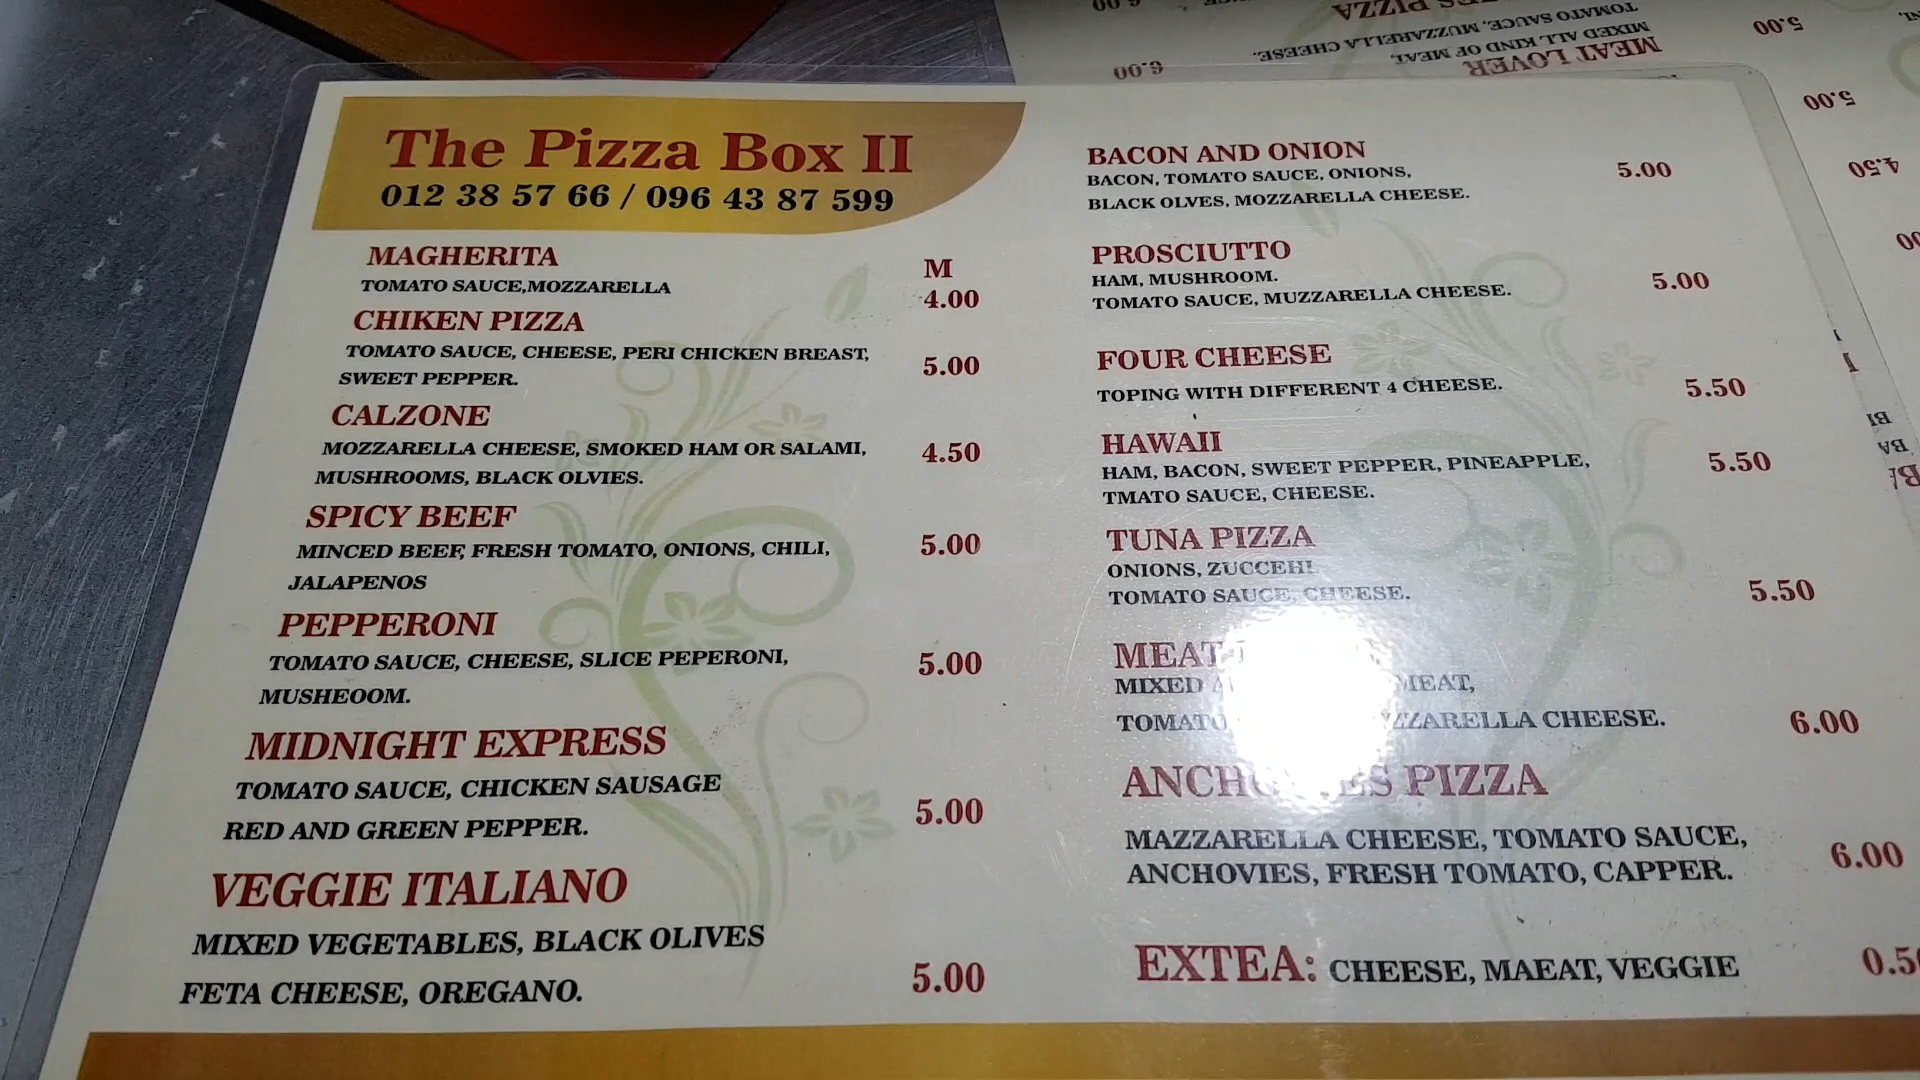 The Pizza Box II
012 38 57 66 / 096 43 87 599
MAGHERITA
M
TOMATO SAUCE,MOZZARELLA
4.00
CHIKEN PIZZA
TOMATO SAUCE, CHEESE, PERI CHICKEN BREAST,
SWEET PEPPER.
5.00
CALZONE
MOZZARELLA CHEESE, SMOKED HAM OR SALAMI,
MUSHROOMS, BLACK OLVIES.
4.50
SPICY BEEF
MINCED BEEF, FRESH TOMATO, ONIONS, CHILI,
JALAPENOS
5.00
PEPPERONI
TOMATO SAUCE, CHEESE, SLICE PEPERONI,
MUSHEOOM.
5.00
MIDNIGHT EXPRESS
TOMATO SAUCE, CHICKEN SAUSAGE
RED AND GREEN PEPPER.
5.00
VEGGIE ITALIANO
MIXED VEGETABLES, BLACK OLIVES
FETA CHEESE, OREGANO.
5.00
BACON AND ONION
BACON, TOMATO SAUCE, ONIONS,
BLACK OLVES, MOZZARELLA CHEESE.
5.00
PROSCIUTTO
HAM, MUSHROOM.
TOMATO SAUCE, MUZZARELLA CHEESE.
5.00
FOUR CHEESE
TOPING WITH DIFFERENT 4 CHEESE.
5.50
HAWAII
HAM, BACON, SWEET PEPPER, PINEAPPLE,
TMATO SAUCE, CHEESE.
5.50
TUNA PIZZA
ONIONS, ZUCCEHI.
TOMATO SAUCE, CHEESE.
5.50
MEAT
MIXED MEAT,
TOMATO CHEESE.
6.00
ANCHOVIES PIZZA
MAZZARELLA CHEESE, TOMATO SAUCE,
ANCHOVIES, FRESH TOMATO, CAPPER.
6.00
EXTEA: CHEESE, MAEAT, VEGGIE
MEAT LOVER
MIXED ALL KIND OF MEAT,
TOMATO SAUCE, MUZZARELLA CHEESE.
6.00
PIZZA
5.00
5.00
4.50